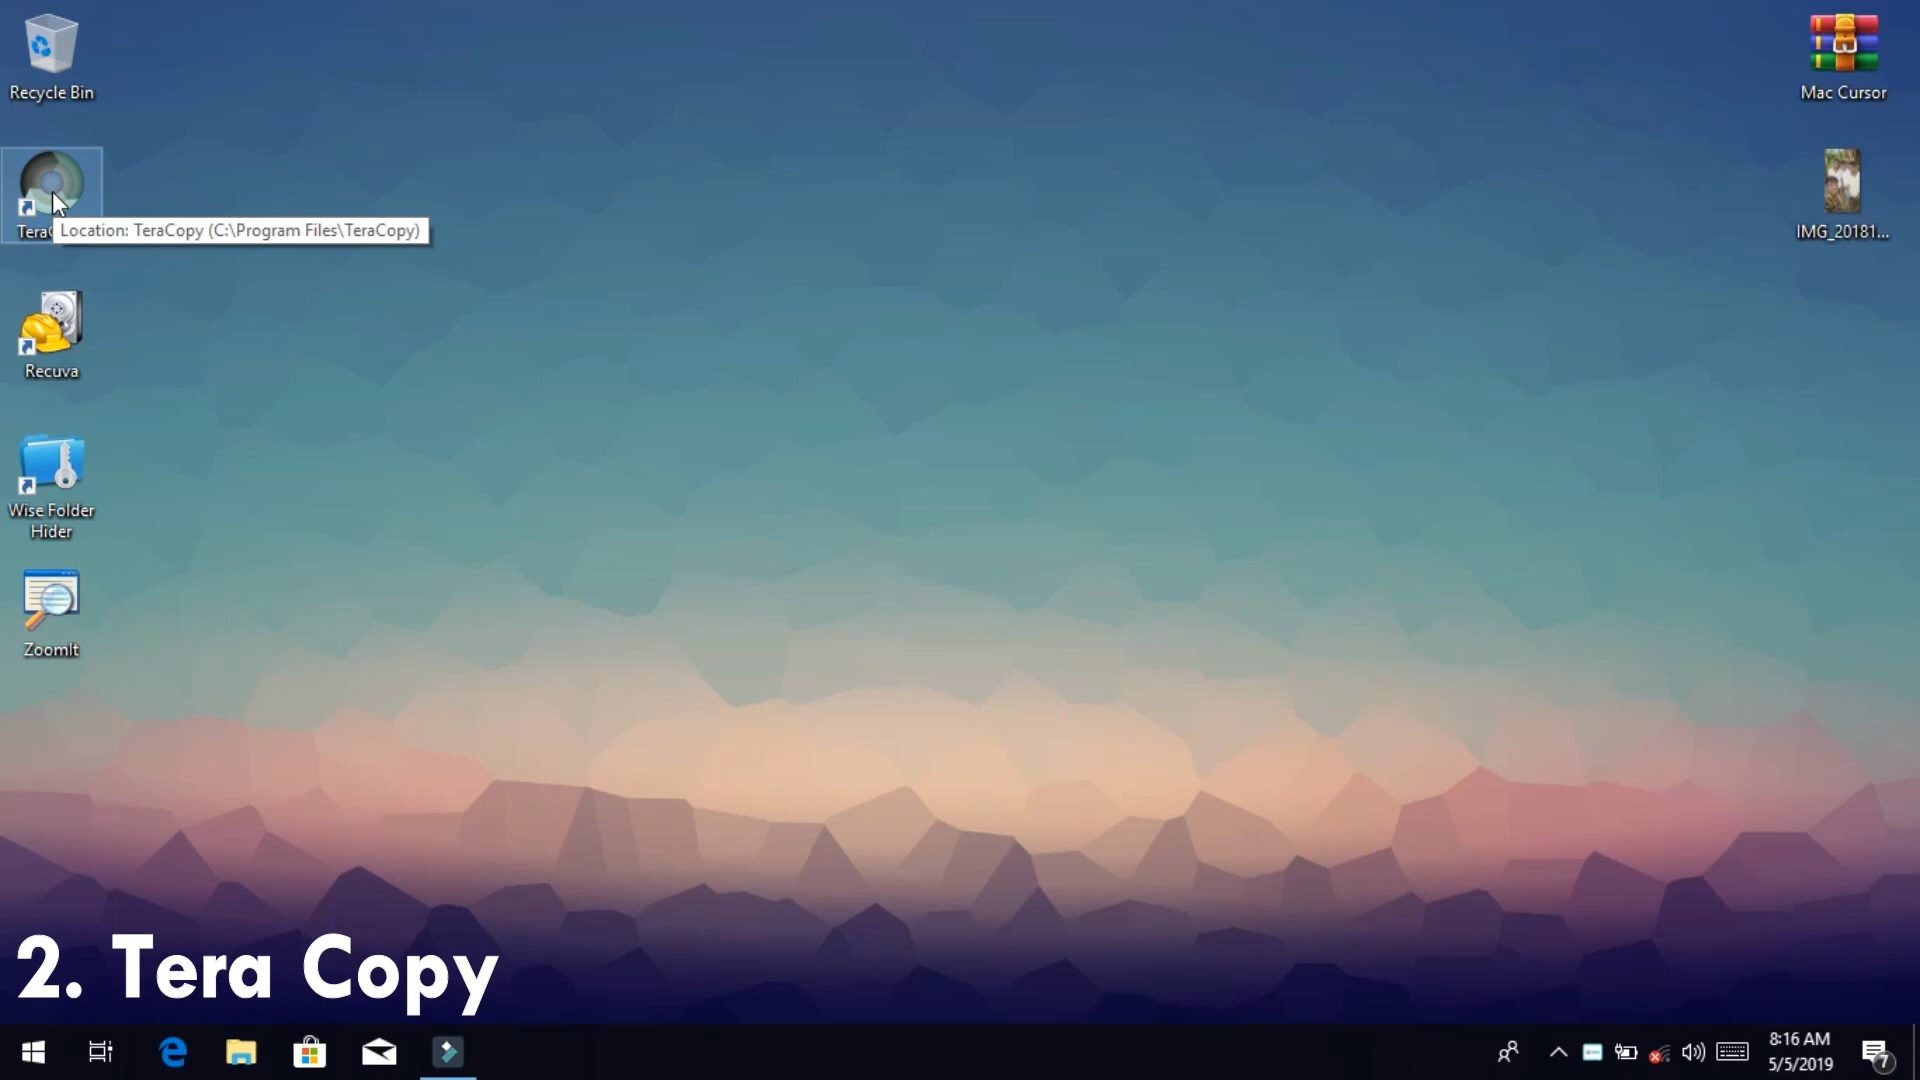 Recycle Bin
Mac Cursor
Tera
Location: TeraCopy (C:\Program Files\TeraCopy)
IMG_20181...
Recuva
Wise Folder
Hider
ZoomIt
2. Tera Copy
8:16 AM
5/5/2019
7